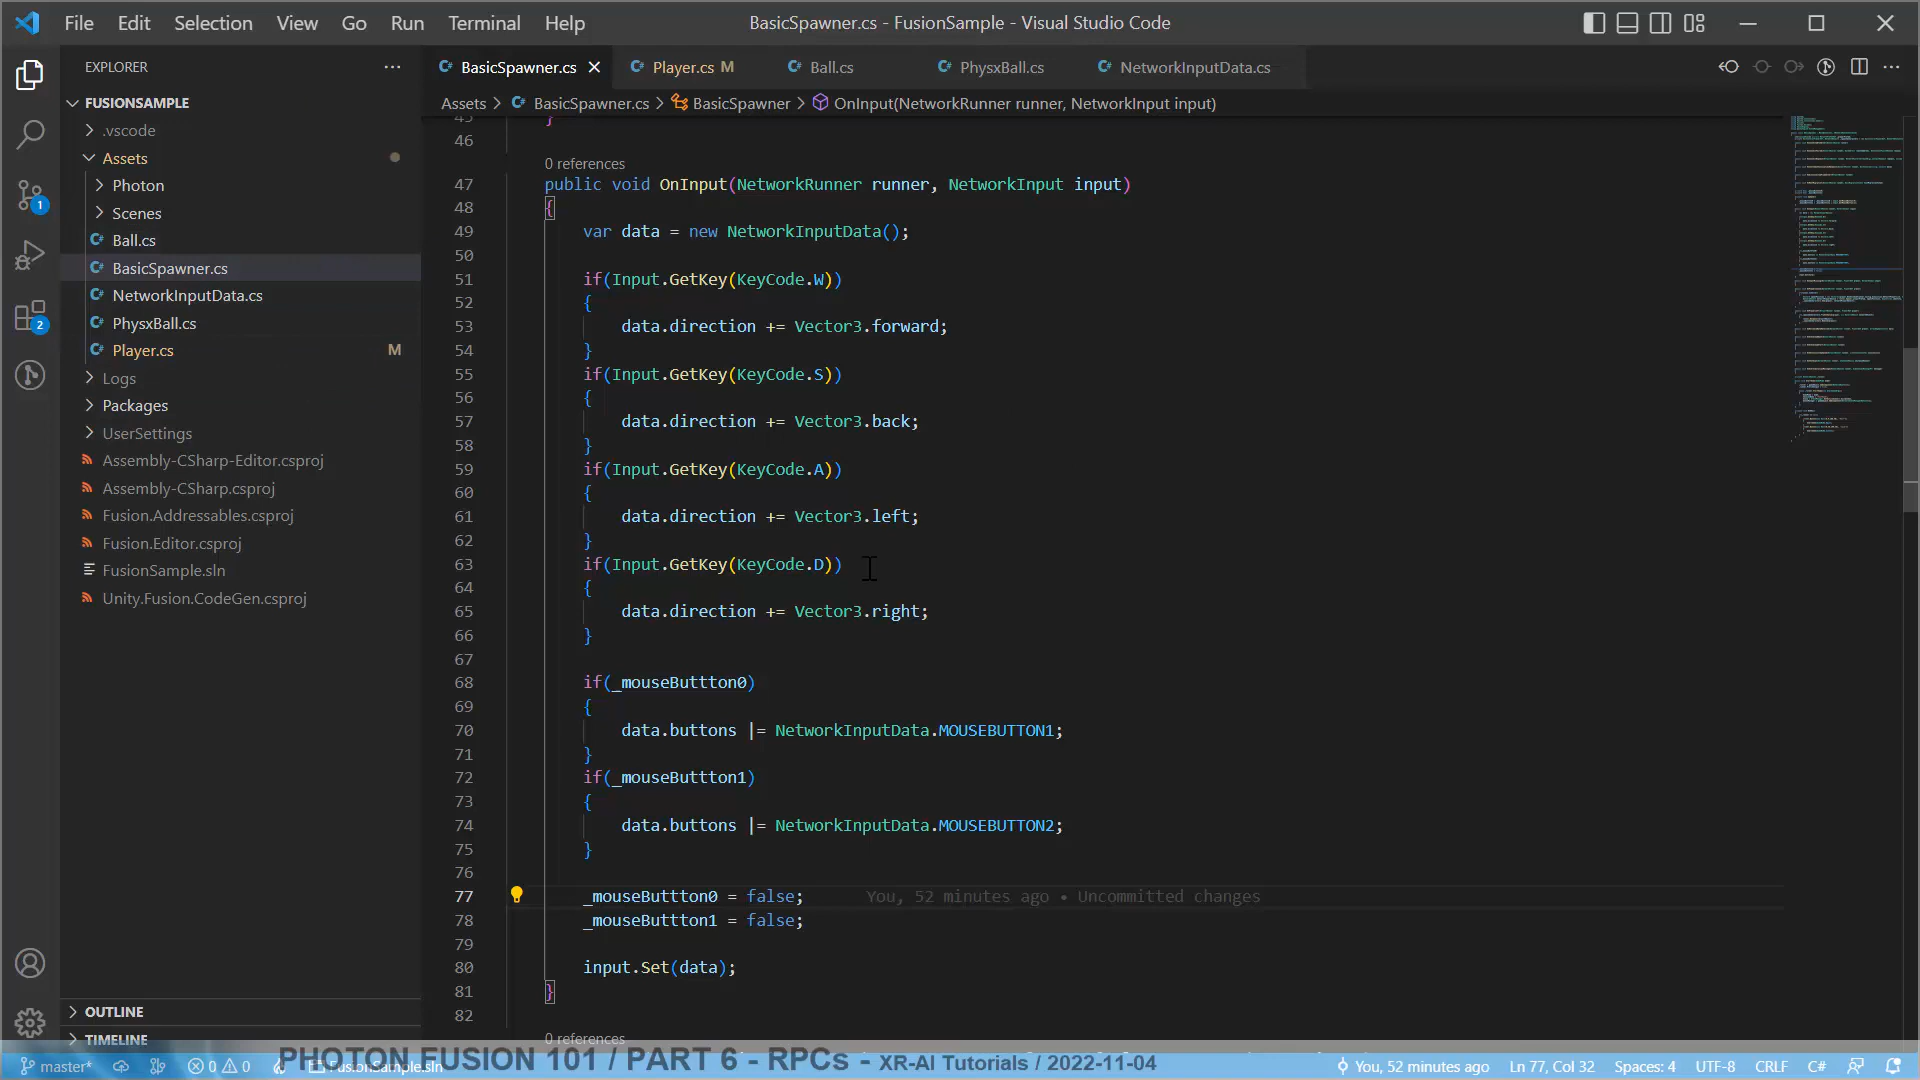 File Edit Selection View Go Run Terminal Help BasicSpawner.cs - FusionSample - Visual Studio Code
EXPLORER
FUSIONSAMPLE
.vscode
Assets
Photon
Scenes
C# Ball.cs
C# BasicSpawner.cs
C# NetworkInputData.cs
C# PhysxBall.cs
C# Player.cs M
Logs
Packages
UserSettings
Assembly-CSharp-Editor.csproj
Assembly-CSharp.csproj
Fusion.Addressables.csproj
Fusion.Editor.csproj
FusionSample.sln
Unity.Fusion.CodeGen.csproj
OUTLINE
TIMELINE
1
2
C# BasicSpawner.cs C# Player.cs M C# Ball.cs C# PhysxBall.cs C# NetworkInputData.cs
Assets > C# BasicSpawner.cs > BasicSpawner > OnInput(NetworkRunner runner, NetworkInput input)
45 }
46
0 references
47 public void OnInput(NetworkRunner runner, NetworkInput input)
48 {
49 var data = new NetworkInputData();
50
51 if(Input.GetKey(KeyCode.W))
52 {
53 data.direction += Vector3.forward;
54 }
55 if(Input.GetKey(KeyCode.S))
56 {
57 data.direction += Vector3.back;
58 }
59 if(Input.GetKey(KeyCode.A))
60 {
61 data.direction += Vector3.left;
62 }
63 if(Input.GetKey(KeyCode.D))
64 {
65 data.direction += Vector3.right;
66 }
67
68 if(_mouseButtton0)
69 {
70 data.buttons |= NetworkInputData.MOUSEBUTTON1;
71 }
72 if(_mouseButtton1)
73 {
74 data.buttons |= NetworkInputData.MOUSEBUTTON2;
75 }
76
77 _mouseButtton0 = false; You, 52 minutes ago • Uncommitted changes
78 _mouseButtton1 = false;
79
80 input.Set(data);
81 }
82
0 references
master* 0 0 FusionSample.sln You, 52 minutes ago Ln 77, Col 32 Spaces: 4 UTF-8 CRLF C#
PHOTON FUSION 101 / PART 6 - RPCs - XR-AI Tutorials / 2022-11-04